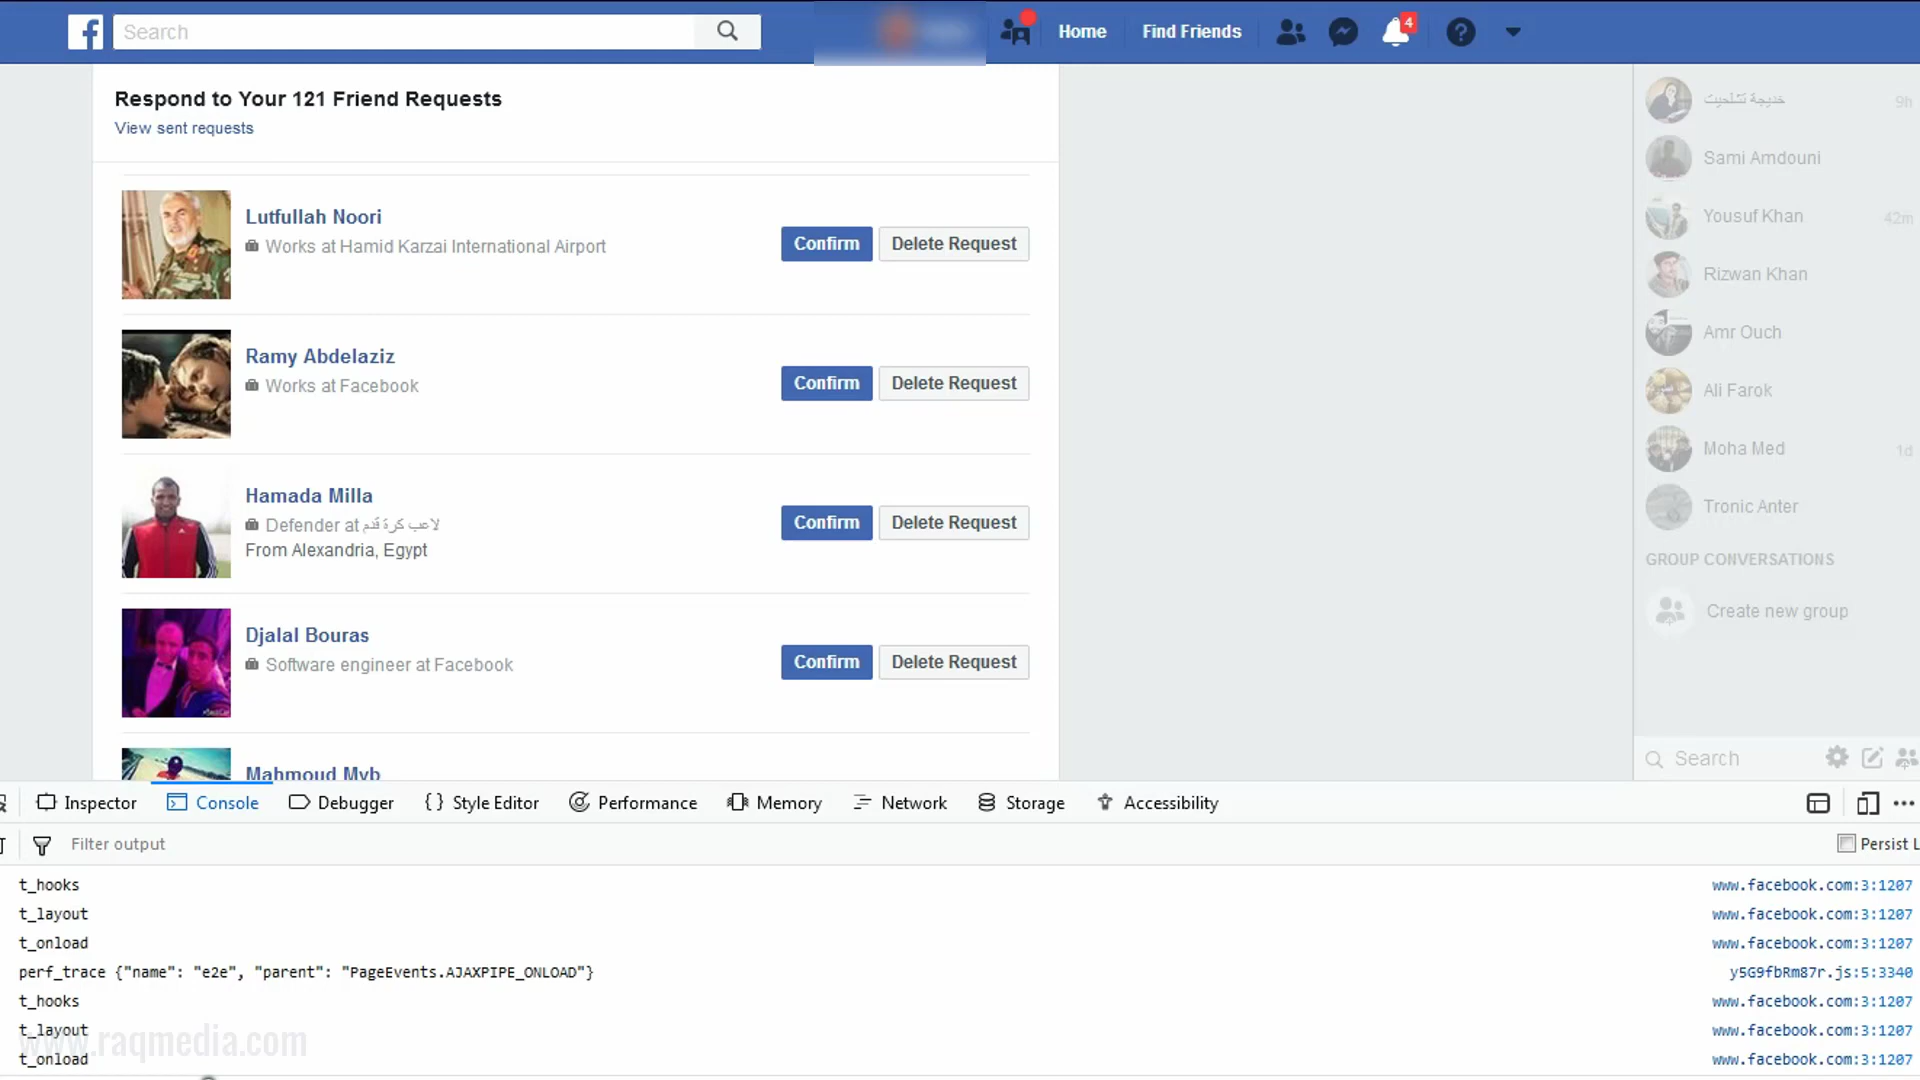 Search
Home
Find Friends
4
Respond to Your 121 Friend Requests
View sent requests
Lutfullah Noori
Works at Hamid Karzai International Airport
Confirm
Delete Request
Ramy Abdelaziz
Works at Facebook
Confirm
Delete Request
Hamada Milla
Defender at لاعب كرة قدم
From Alexandria, Egypt
Confirm
Delete Request
Djalal Bouras
Software engineer at Facebook
Confirm
Delete Request
Mahmoud Myb
9h
Sami Amdouni
Yousuf Khan 42m
Rizwan Khan
Amr Ouch
Ali Farok
Moha Med 1d
Tronic Anter
GROUP CONVERSATIONS
Create new group
Search
Inspector
Console
Debugger
Style Editor
Performance
Memory
Network
Storage
Accessibility
Filter output
Persist L
t_hooks www.facebook.com:3:1207
t_layout www.facebook.com:3:1207
t_onload www.facebook.com:3:1207
perf_trace {"name": "e2e", "parent": "PageEvents.AJAXPIPE_ONLOAD"} y5G9fbRm87r.js:5:3340
t_hooks www.facebook.com:3:1207
t_layout www.facebook.com:3:1207
t_onload www.facebook.com:3:1207
www.raqmedia.com